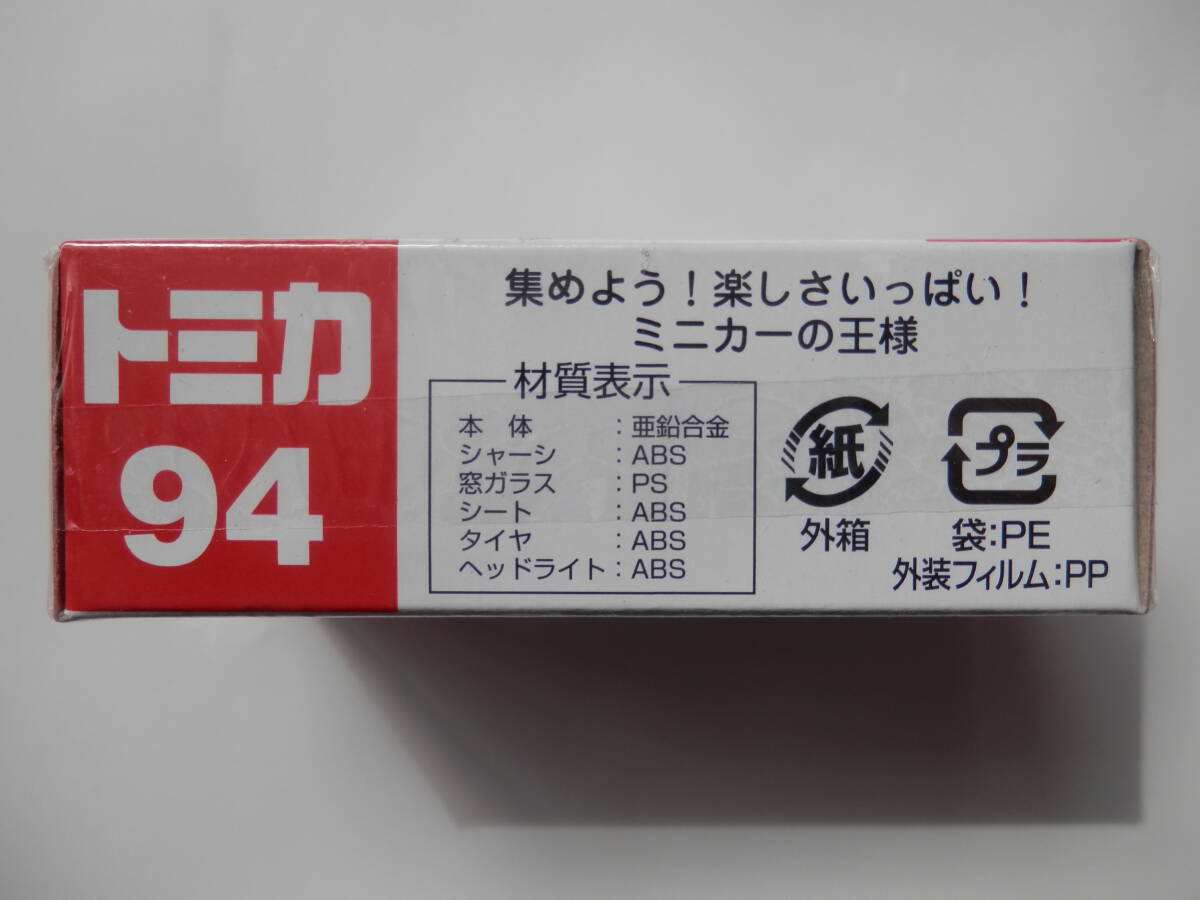 トミカ
94
集めよう！楽しさいっぱい！
ミニカーの王様
材質表示
本 体 ：亜鉛合金
シャーシ ：ABS
窓ガラス ：PS
シート ：ABS
タイヤ ：ABS
ヘッドライト：ABS
紙
外箱
プラ
袋：PE
外装フィルム：PP